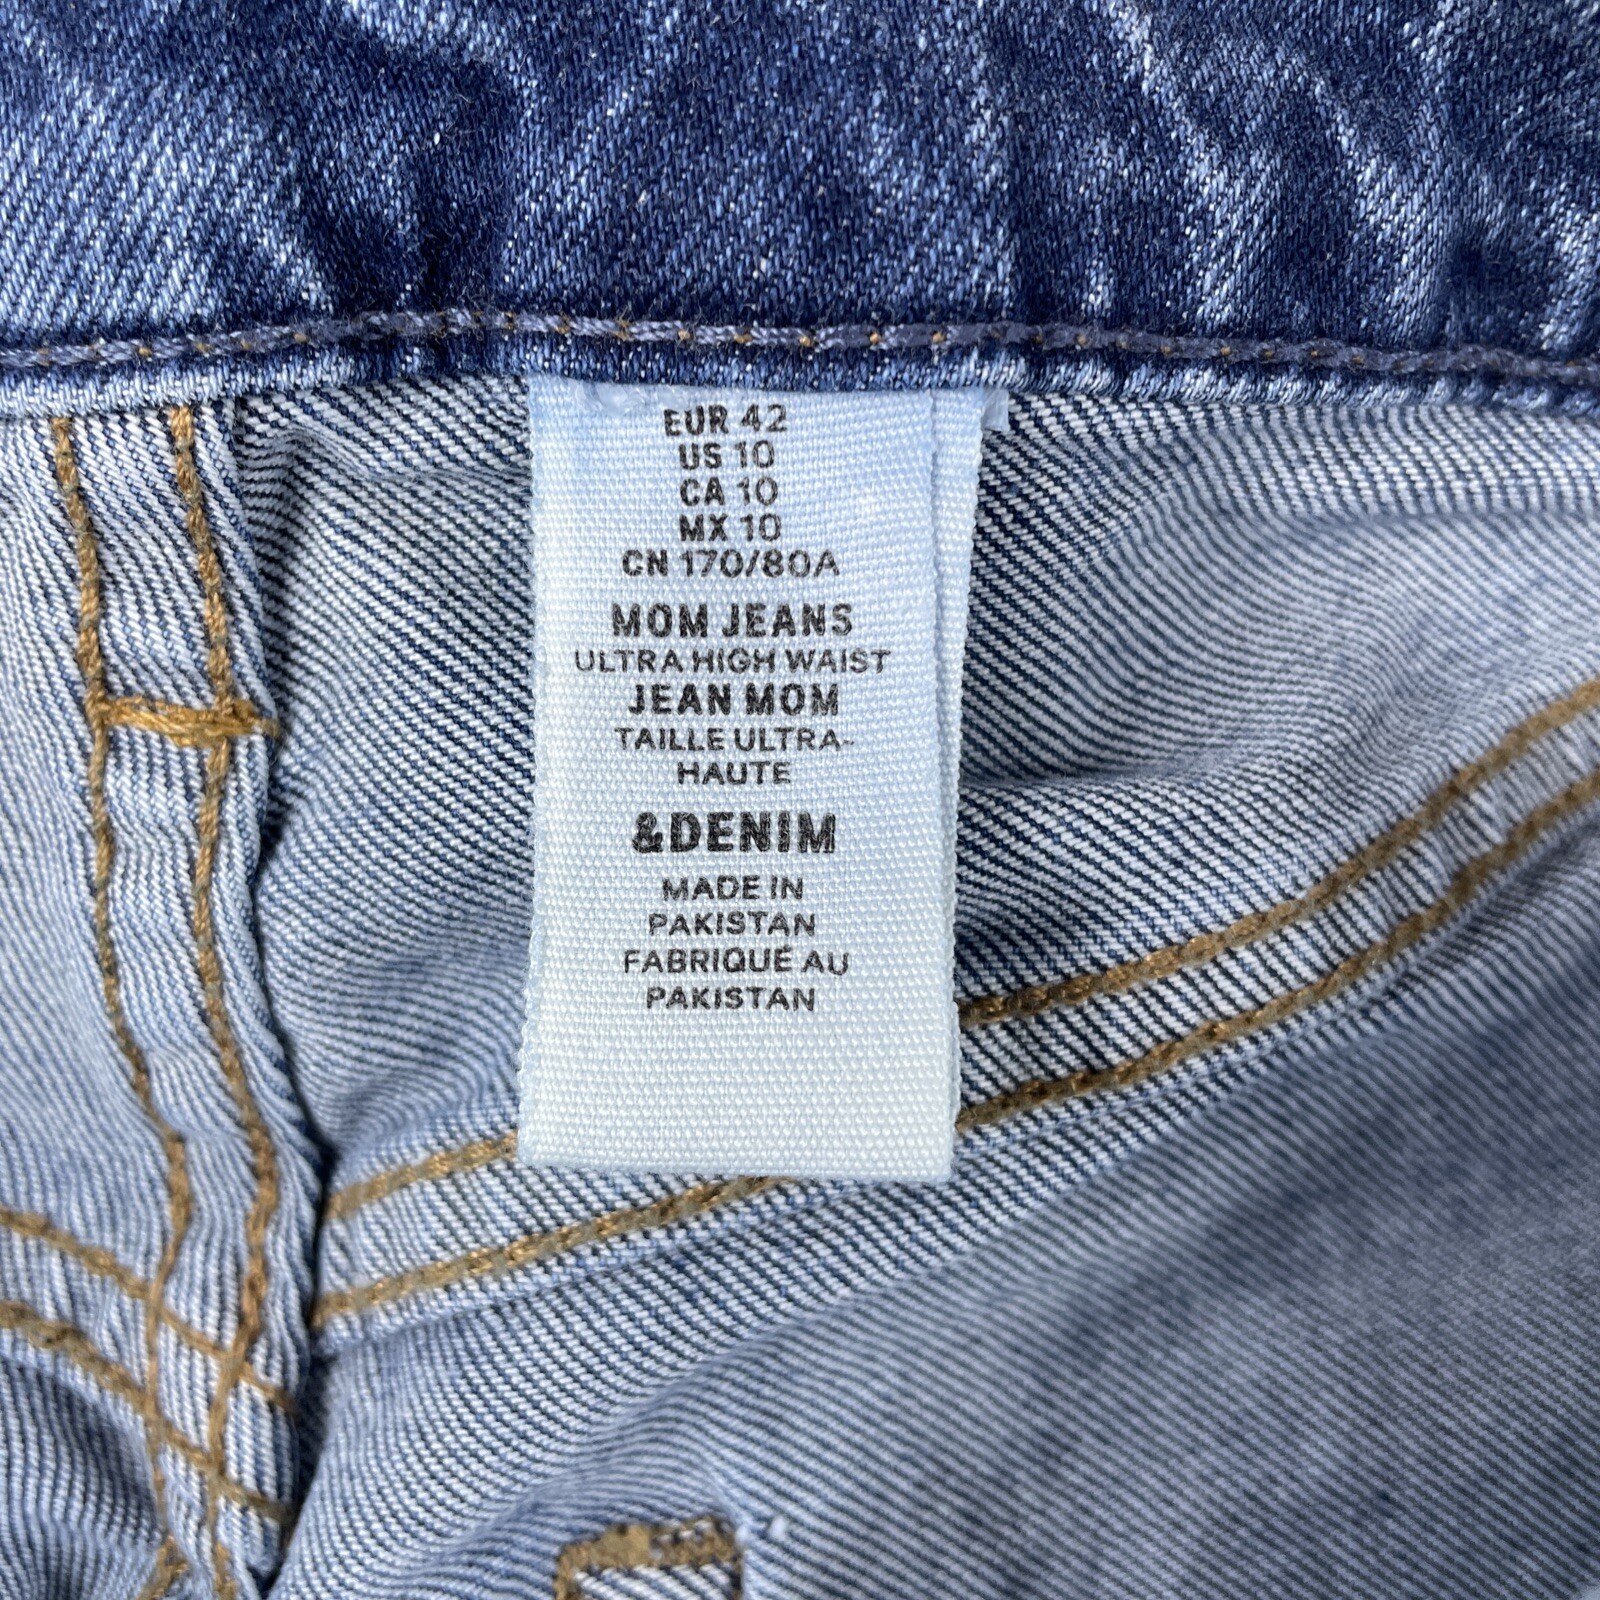 EUR 42
US 10
CA 10
MX 10
CN 170/80A
MOM JEANS
ULTRA HIGH WAIST
JEAN MOM
TAILLE ULTRA-
HAUTE
&DENIM
MADE IN
PAKISTAN
FABRIQUÉ AU
PAKISTAN